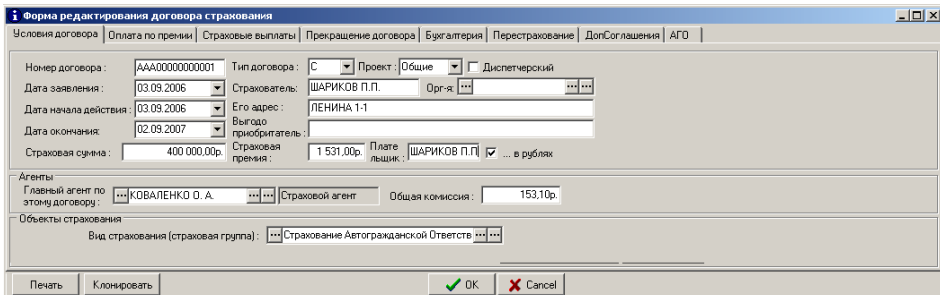 Форма редактирования договора страхования
Условия договора Оплата по премии Страховые выплаты Прекращение договора Бухгалтерия Перестрахование ДопСоглашения АГО
Номер договора : ААА00000000001 Тип договора : С Проект : Общие Диспетчерский
Дата заявления : 03.09.2006 Страхователь: ШАРИКОВ П.П. Орг-я: ... ... ...
Дата начала действия : 03.09.2006 Его адрес : ЛЕНИНА 1-1
Дата окончания: 02.09.2007 Выгодо приобритатель :
Страховая сумма : 400 000,00р. Страховая премия : 1 531,00р. Плате льщик : ШАРИКОВ П.П ... в рублях
Агенты
Главный агент по этому договору : ... КОВАЛЕНКО О. А. ... ... Страховой агент Общая комиссия : 153,10р.
Объекты страхования
Вид страхования (страховая группа) : ... Страхование Автогражданской Ответств ... ...
Печать Клонировать OK Cancel